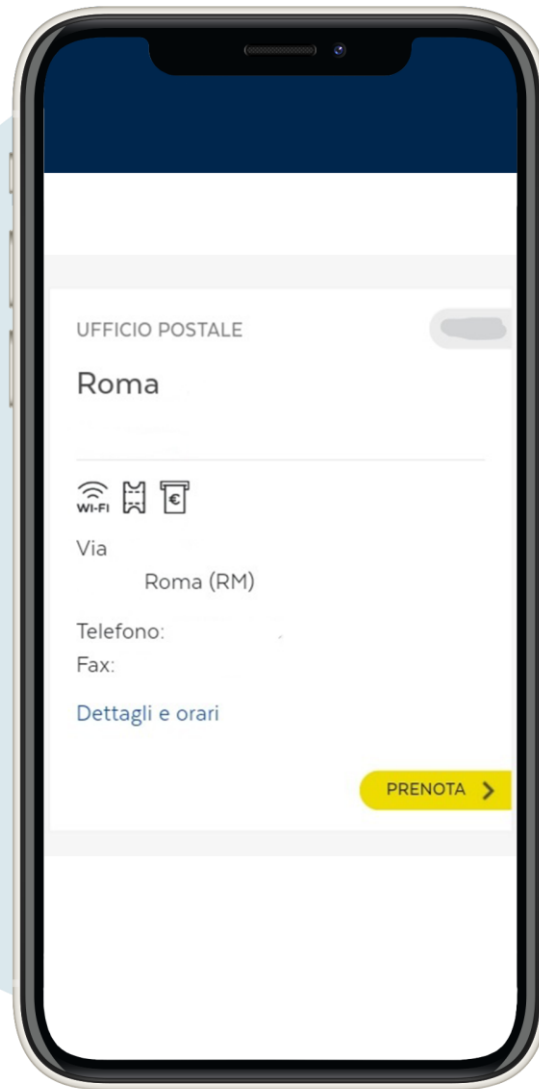 UFFICIO POSTALE
Roma
WI-FI €
Via
Roma (RM)
Telefono:
Fax:
Dettagli e orari
PRENOTA